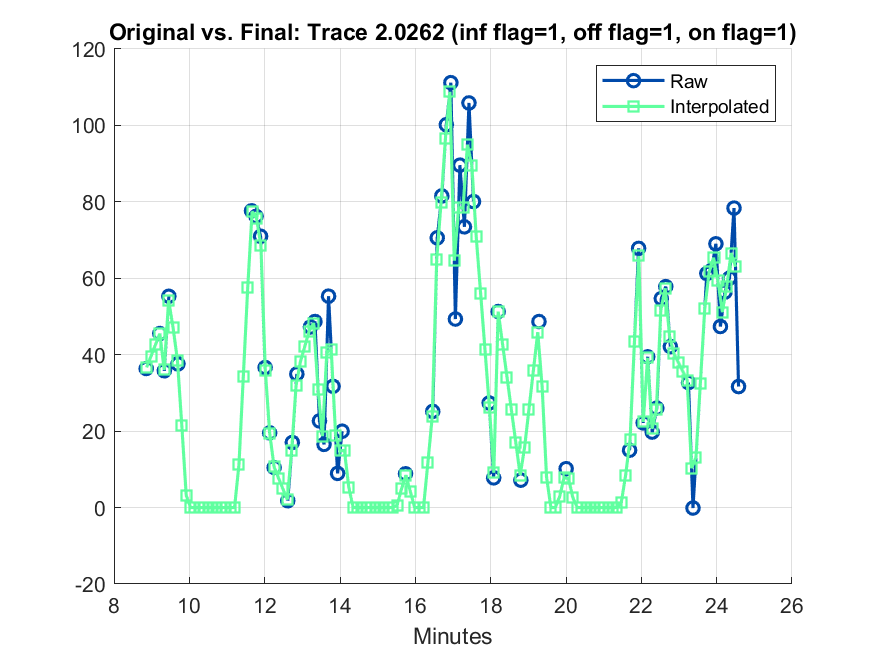 Original vs. Final: Trace 2.0262 (inf flag=1, off flag=1, on flag=1)
120
100
80
60
40
20
0
-20
8 10 12 14 16 18 20 22 24 26
Minutes
Raw
Interpolated